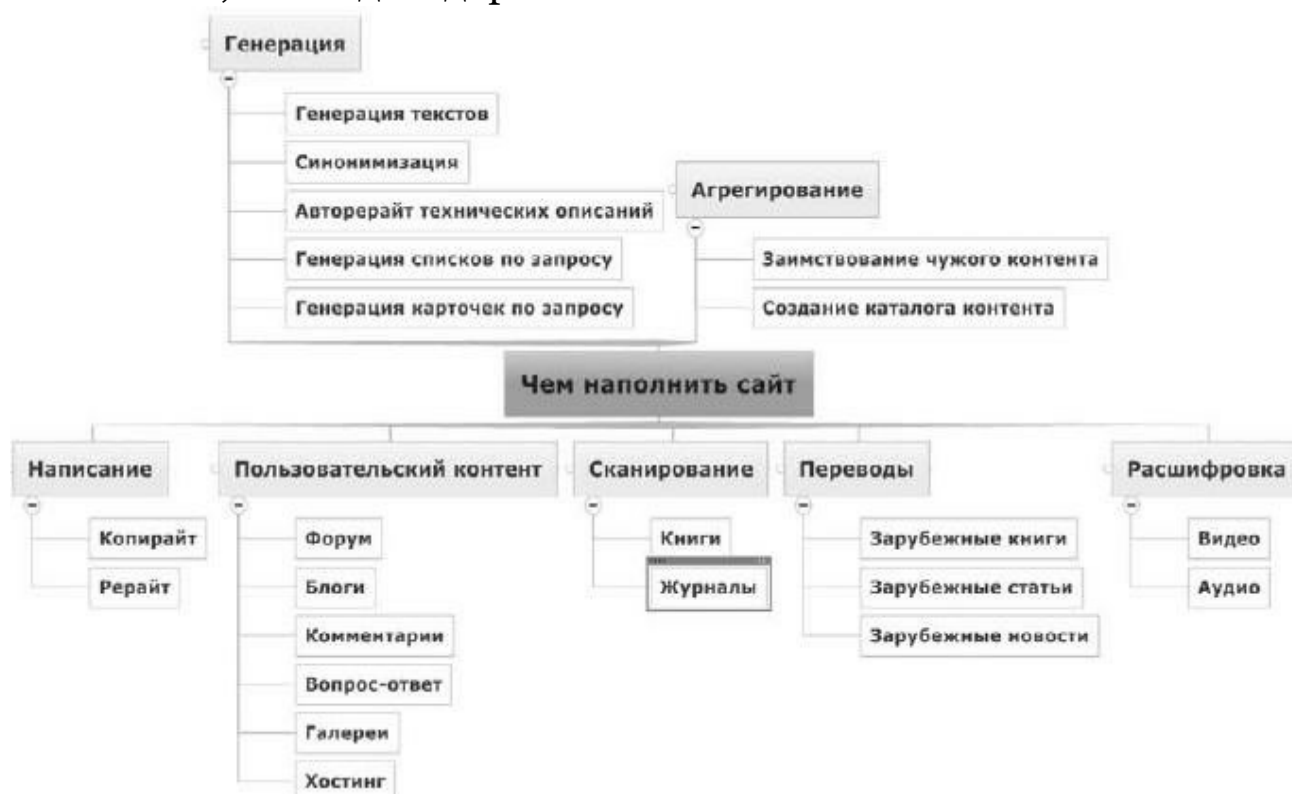 Генерация
Генерация текстов
Синонимизация
Авторерайт технических описаний
Генерация списков по запросу
Генерация карточек по запросу
Агрегирование
Заимствование чужого контента
Создание каталога контента
Чем наполнить сайт
Написание
Копирайт
Рерайт
Пользовательский контент
Форум
Блоги
Комментарии
Вопрос-ответ
Галереи
Хостинг
Сканирование
Книги
Журналы
Переводы
Зарубежные книги
Зарубежные статьи
Зарубежные новости
Расшифровка
Видео
Аудио